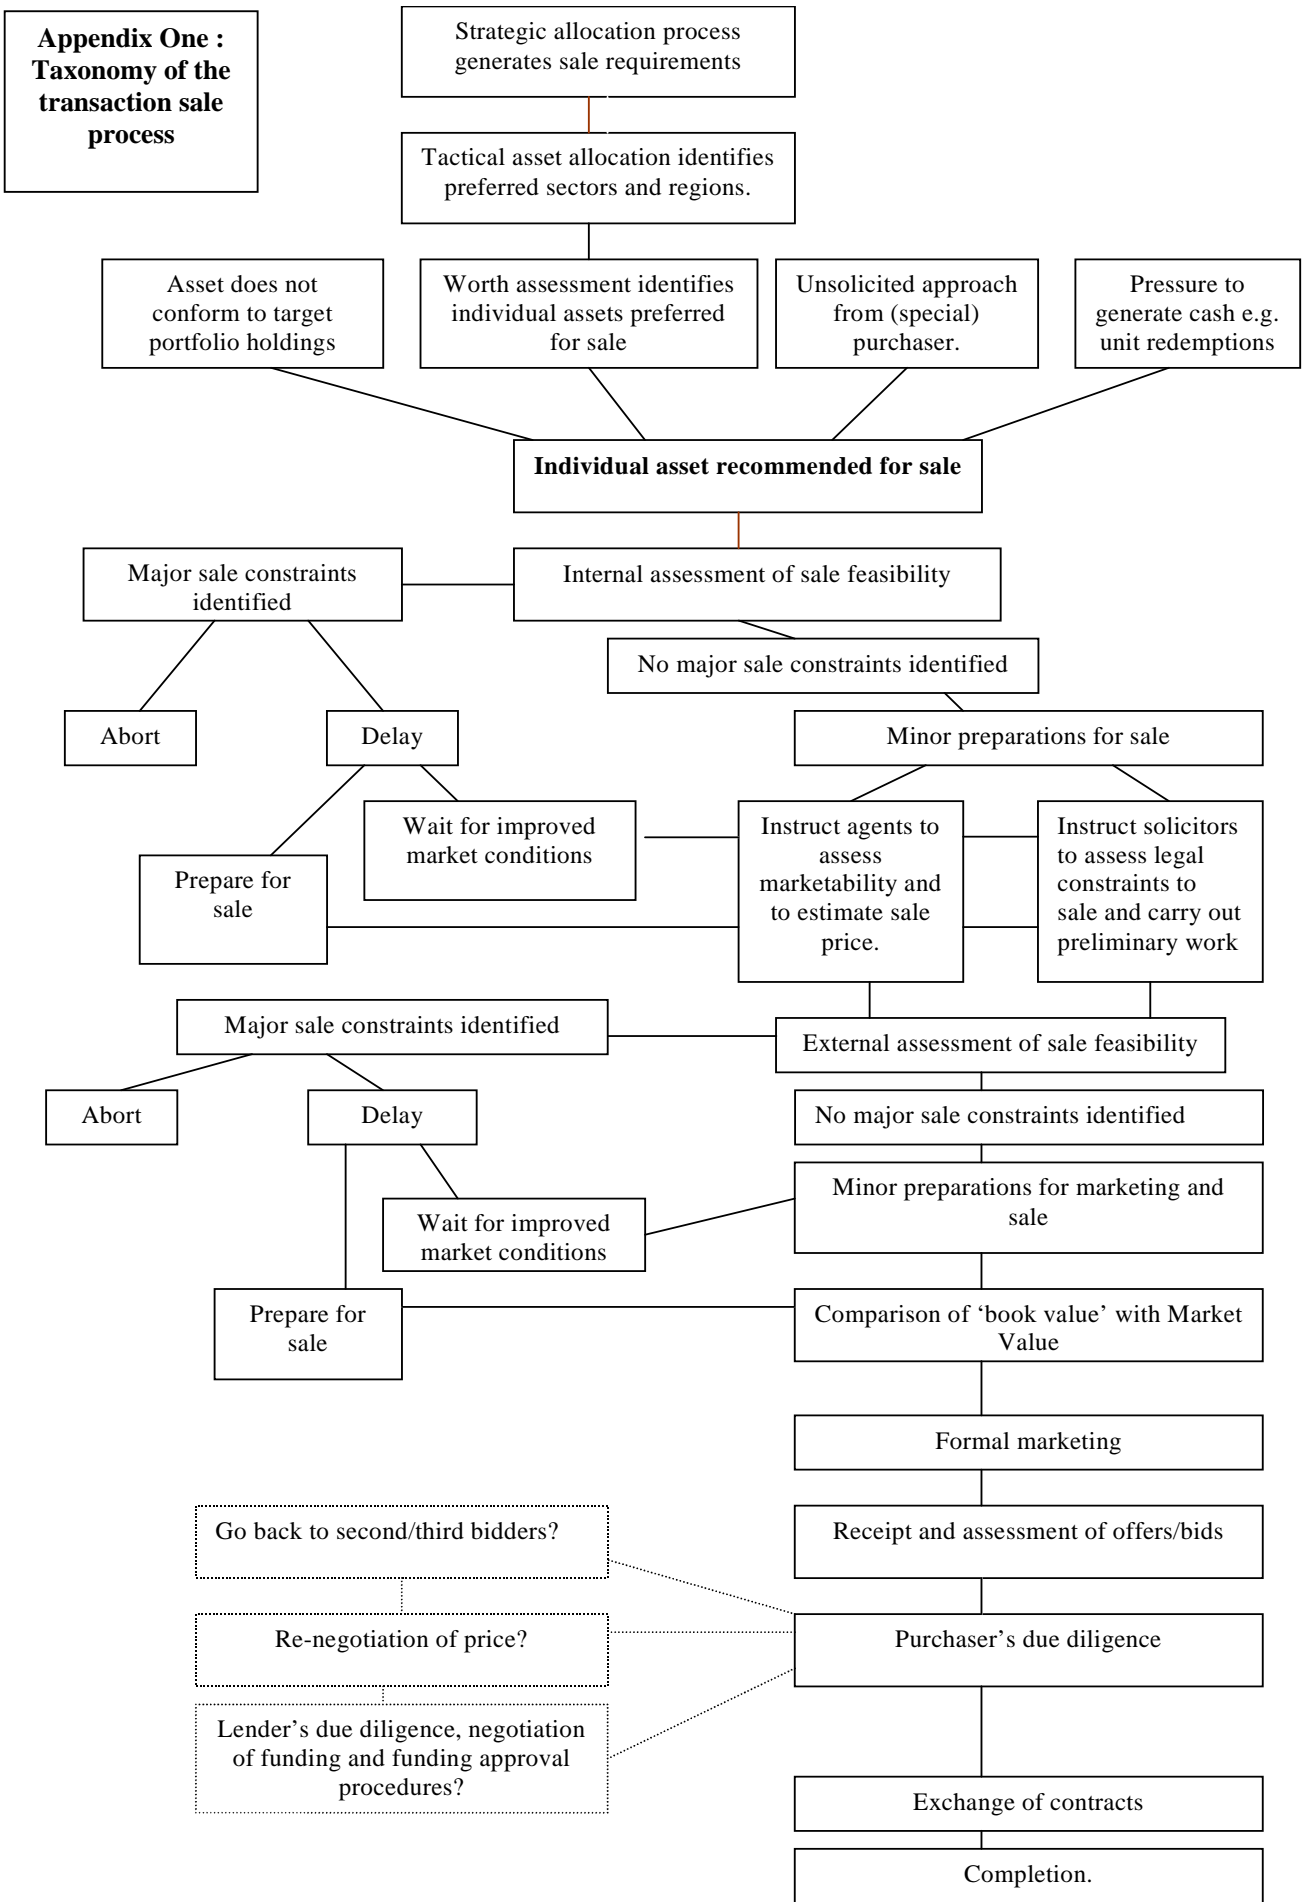 Appendix One :
Taxonomy of the
transaction sale
process
Strategic allocation process
generates sale requirements
Tactical asset allocation identifies
preferred sectors and regions.
Asset does not
conform to target
portfolio holdings
Worth assessment identifies
individual assets preferred
for sale
Unsolicited approach
from (special)
purchaser.
Pressure to
generate cash e.g.
unit redemptions
Individual asset recommended for sale
Major sale constraints
identified
Internal assessment of sale feasibility
No major sale constraints identified
Abort
Delay
Minor preparations for sale
Wait for improved
market conditions
Instruct agents to
assess
marketability and
to estimate sale
price.
Instruct solicitors
to assess legal
constraints to
sale and carry out
preliminary work
Prepare for
sale
Major sale constraints identified
External assessment of sale feasibility
Abort
Delay
No major sale constraints identified
Minor preparations for marketing and
sale
Wait for improved
market conditions
Prepare for
sale
Comparison of ‘book value’ with Market
Value
Formal marketing
Go back to second/third bidders?
Receipt and assessment of offers/bids
Re-negotiation of price?
Purchaser’s due diligence
Lender’s due diligence, negotiation
of funding and funding approval
procedures?
Exchange of contracts
Completion.